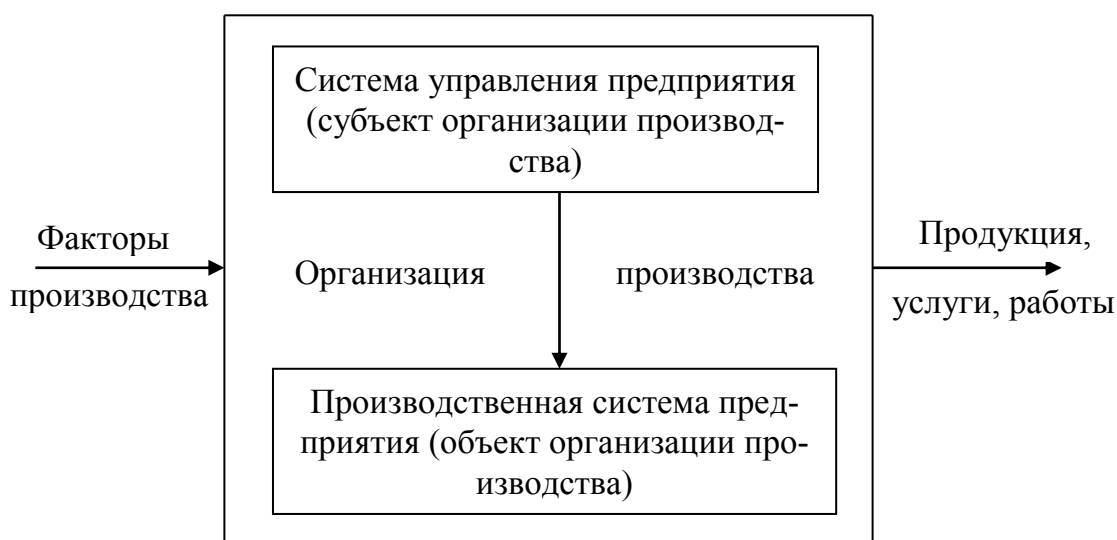 Система управления предприятия
(субъект организации производ-
ства)
Факторы
производства
Организация производства
Продукция,
услуги, работы
Производственная система пред-
приятия (объект организации про-
изводства)